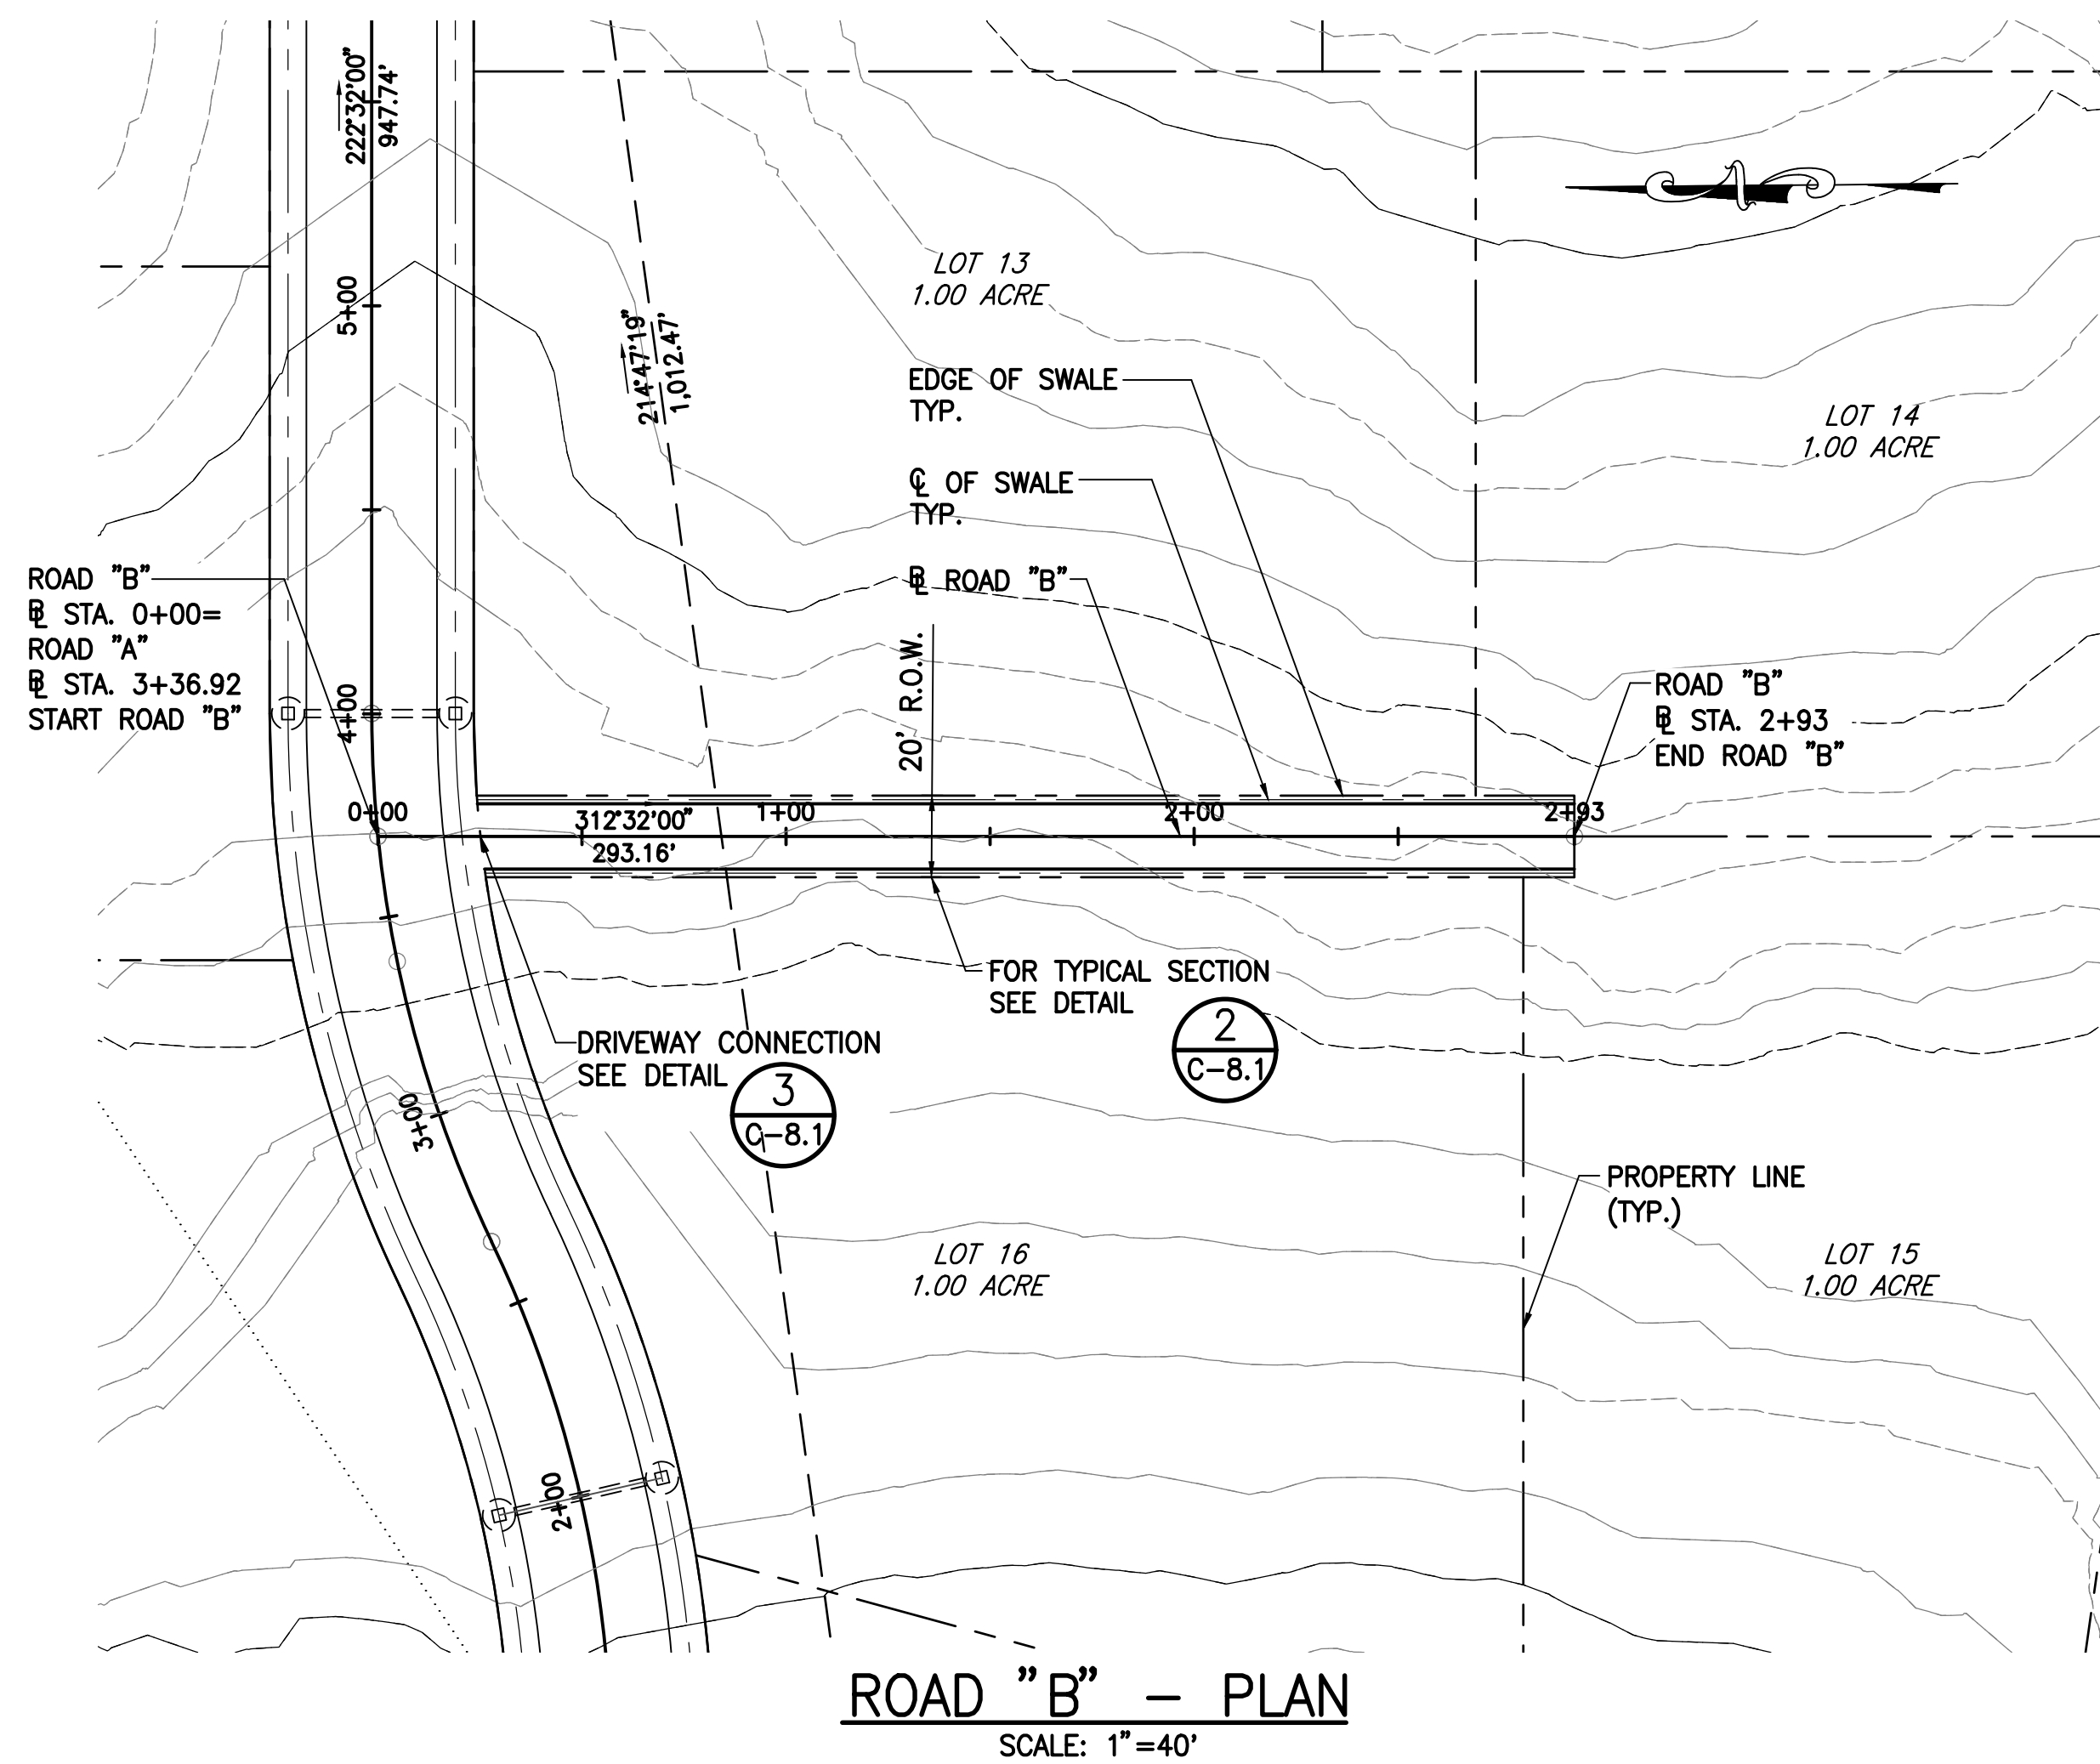 222°32'00"
947.74'
LOT 13
1.00 ACRE
5+00
214°47'19"
1,012.47'
EDGE OF SWALE
TYP.
LOT 14
1.00 ACRE
℄ OF SWALE
TYP.
ROAD "B"
BL STA. 0+00=
ROAD "A"
BL STA. 3+36.92
START ROAD "B"
BL ROAD "B"
20' R.O.W.
ROAD "B"
BL STA. 2+93
END ROAD "B"
4+00
0+00
312°32'00"
293.16'
1+00
2+00
2+93
FOR TYPICAL SECTION
SEE DETAIL
2
C-8.1
DRIVEWAY CONNECTION
SEE DETAIL
3
C-8.1
3+00
PROPERTY LINE
(TYP.)
LOT 16
1.00 ACRE
LOT 15
1.00 ACRE
2+00
ROAD "B" – PLAN
SCALE: 1"=40'